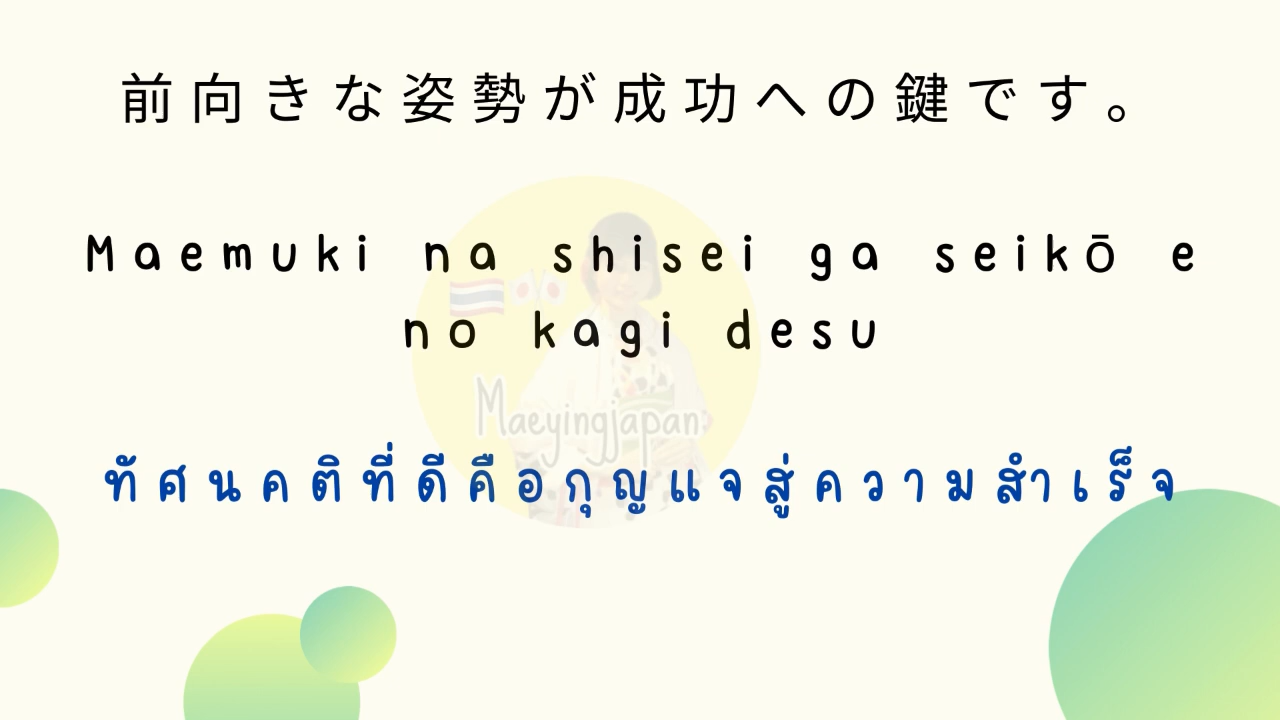 前向きな姿勢が成功への鍵です。
Maemuki na shisei ga seikō e
no kagi desu
Maeyingjapan
ทัศนคติที่ดีคือกุญแจสู่ความสำเร็จ